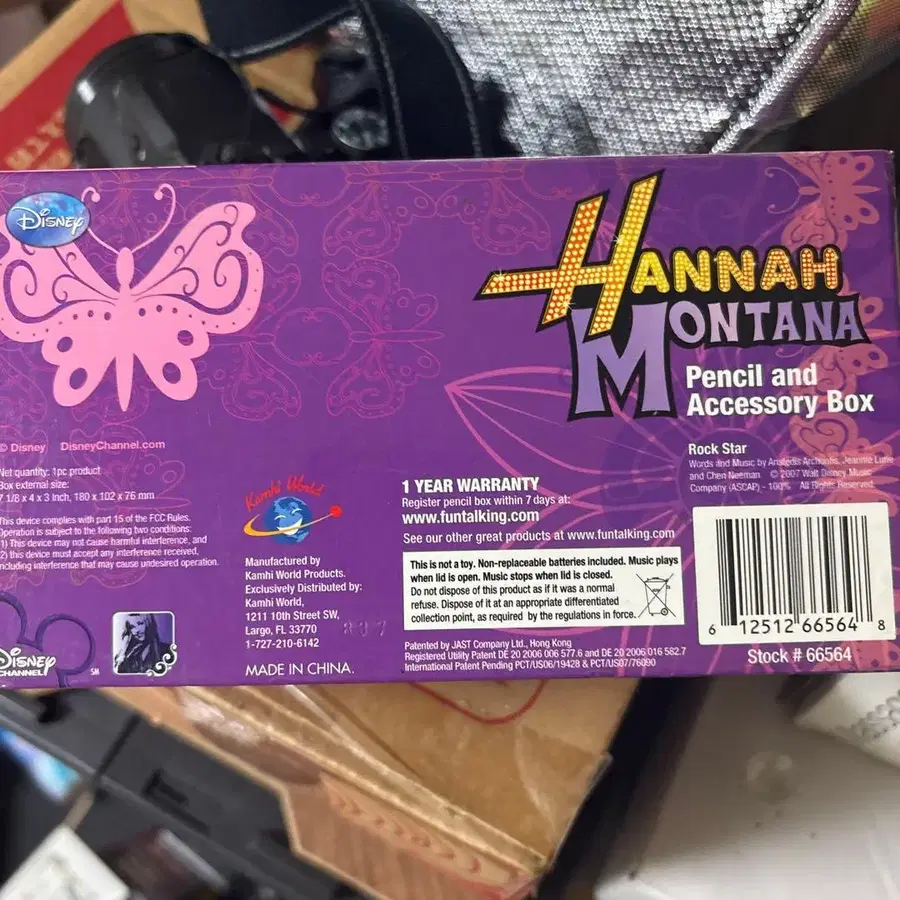 Disney
HANNAH
MONTANA
Pencil and
Accessory Box
© Disney DisneyChannel.com
Net quantity: 1pc product
Box external size:
7 1/8 x 4 x 3 Inch, 180 x 102 x 76 mm
This device complies with part 15 of the FCC Rules.
Operation is subject to the following two conditions:
(1) This device may not cause harmful interference, and
(2) this device must accept any interference received,
including interference that may cause undesired operation.
Disney
CHANNEL
SM
Kamhi World
Manufactured by
Kamhi World Products.
Exclusively Distributed by:
Kamhi World,
1211 10th Street SW,
Largo, FL 33770
1-727-210-6142
MADE IN CHINA.
1 YEAR WARRANTY
Register pencil box within 7 days at:
www.funtalking.com
See our other great products at www.funtalking.com
This is not a toy. Non-replaceable batteries included. Music plays
when lid is open. Music stops when lid is closed.
Do not dispose of this product as if it was a normal
refuse. Dispose of it at an appropriate differentiated
collection point, as required by the regulations in force.
Patented by JAST Company Ltd., Hong Kong
Registered Utility Patent DE 20 2006 006 577.6 and DE 20 2006 016 582.7
International Patent Pending PCT/US06/19428 & PCT/US07/76090
Rock Star
Words and Music by Aristedis Archontis, Jeannie Lurie
and Chen Neeman © 2007 Walt Disney Music
Company (ASCAP) - 100% All Rights Reserved.
6 12512 66564 8
Stock # 66564